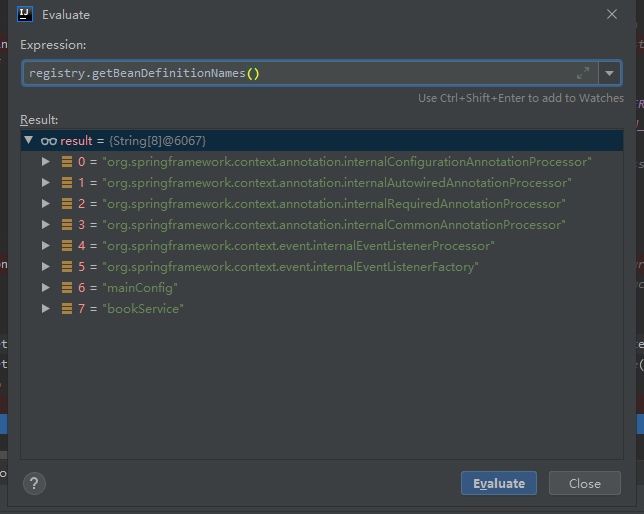 Evaluate
Expression:
registry.getBeanDefinitionNames()
Use Ctrl+Shift+Enter to add to Watches
Result:
result = {String[8]@6067}
0 = "org.springframework.context.annotation.internalConfigurationAnnotationProcessor"
1 = "org.springframework.context.annotation.internalAutowiredAnnotationProcessor"
2 = "org.springframework.context.annotation.internalRequiredAnnotationProcessor"
3 = "org.springframework.context.annotation.internalCommonAnnotationProcessor"
4 = "org.springframework.context.event.internalEventListenerProcessor"
5 = "org.springframework.context.event.internalEventListenerFactory"
6 = "mainConfig"
7 = "bookService"
? Evaluate Close